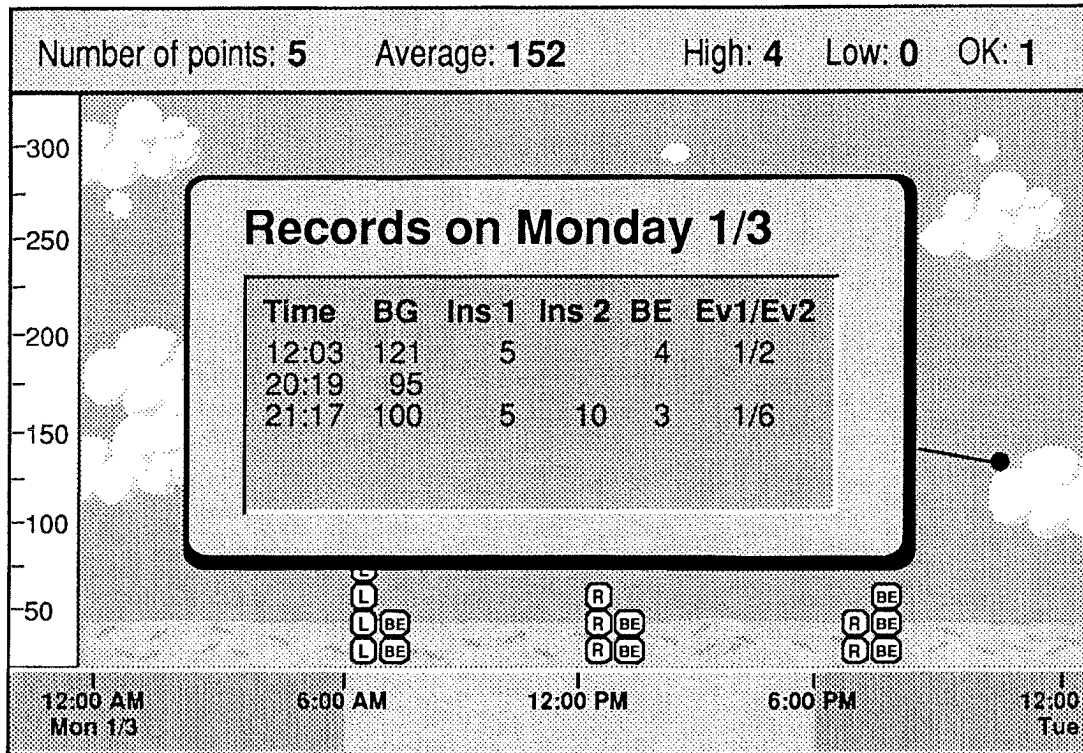 Number of points: 5 Average: 152 High: 4 Low: 0 OK: 1
300
250
200
150
100
50
Records on Monday 1/3
Time BG Ins 1 Ins 2 BE Ev1/Ev2
12:03 121 5 4 1/2
20:19 95
21:17 100 5 10 3 1/6
L R BE
L BE R BE R BE
L BE R BE R BE
12:00 AM 6:00 AM 12:00 PM 6:00 PM 12:00
Mon 1/3 Tue